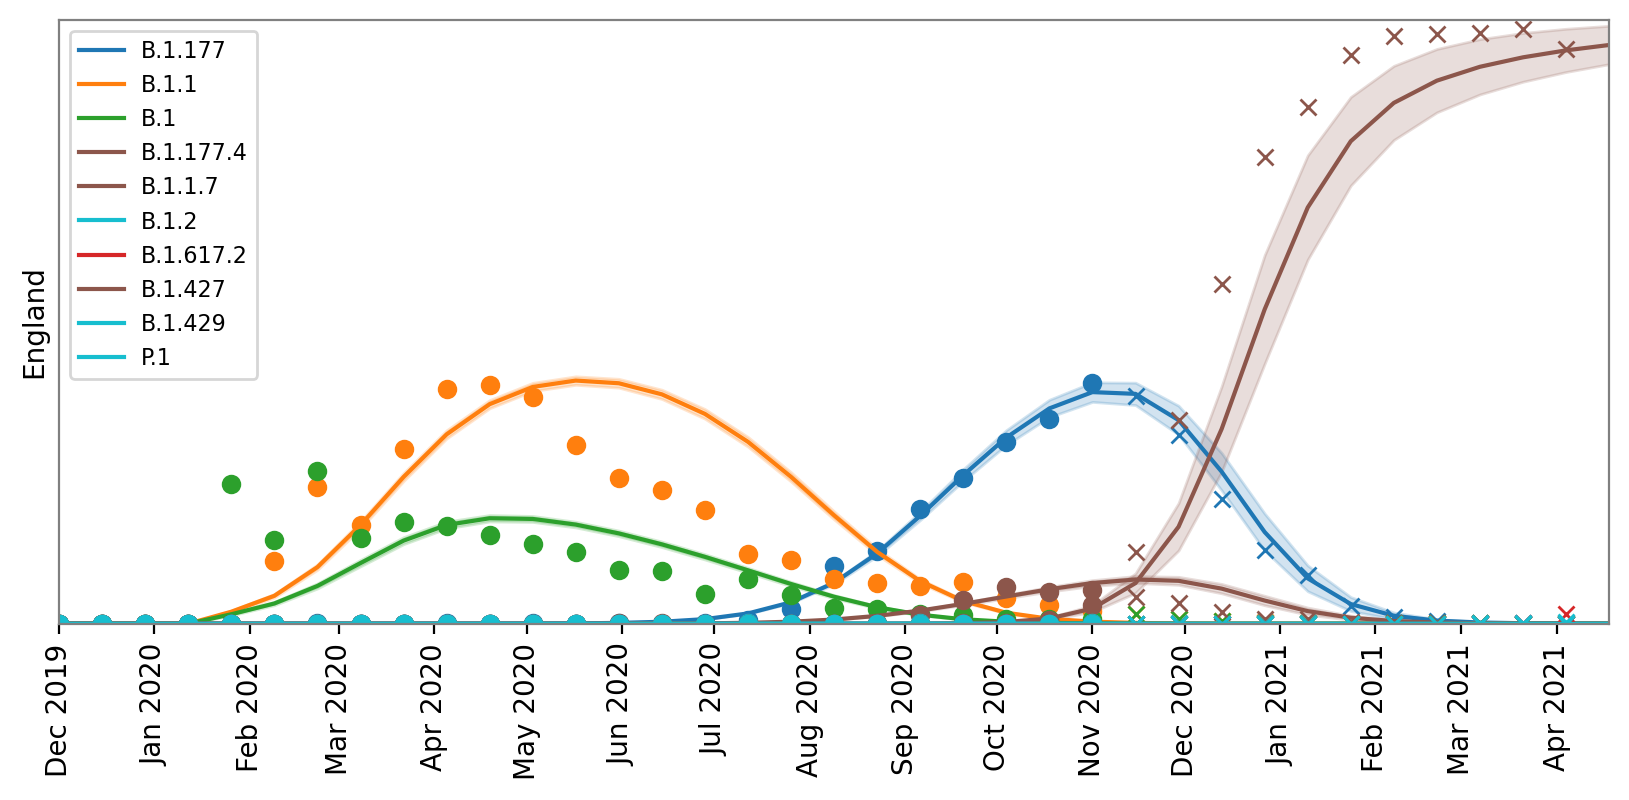 B.1.177
B.1.1
B.1
B.1.177.4
B.1.1.7
B.1.2
B.1.617.2
B.1.427
B.1.429
P.1
England
Dec 2019
Jan 2020
Feb 2020
Mar 2020
Apr 2020
May 2020
Jun 2020
Jul 2020
Aug 2020
Sep 2020
Oct 2020
Nov 2020
Dec 2020
Jan 2021
Feb 2021
Mar 2021
Apr 2021